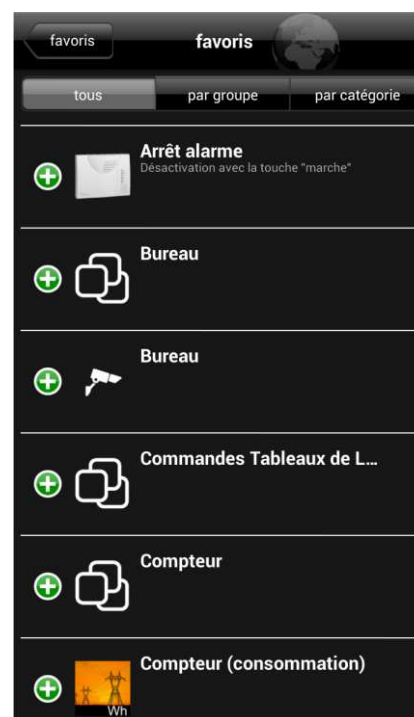 favoris
favoris
tous
par groupe
par catégorie
Arrêt alarme
Désactivation avec la touche "marche"
Bureau
Bureau
Commandes Tableaux de L...
Compteur
Compteur (consommation)
Wh